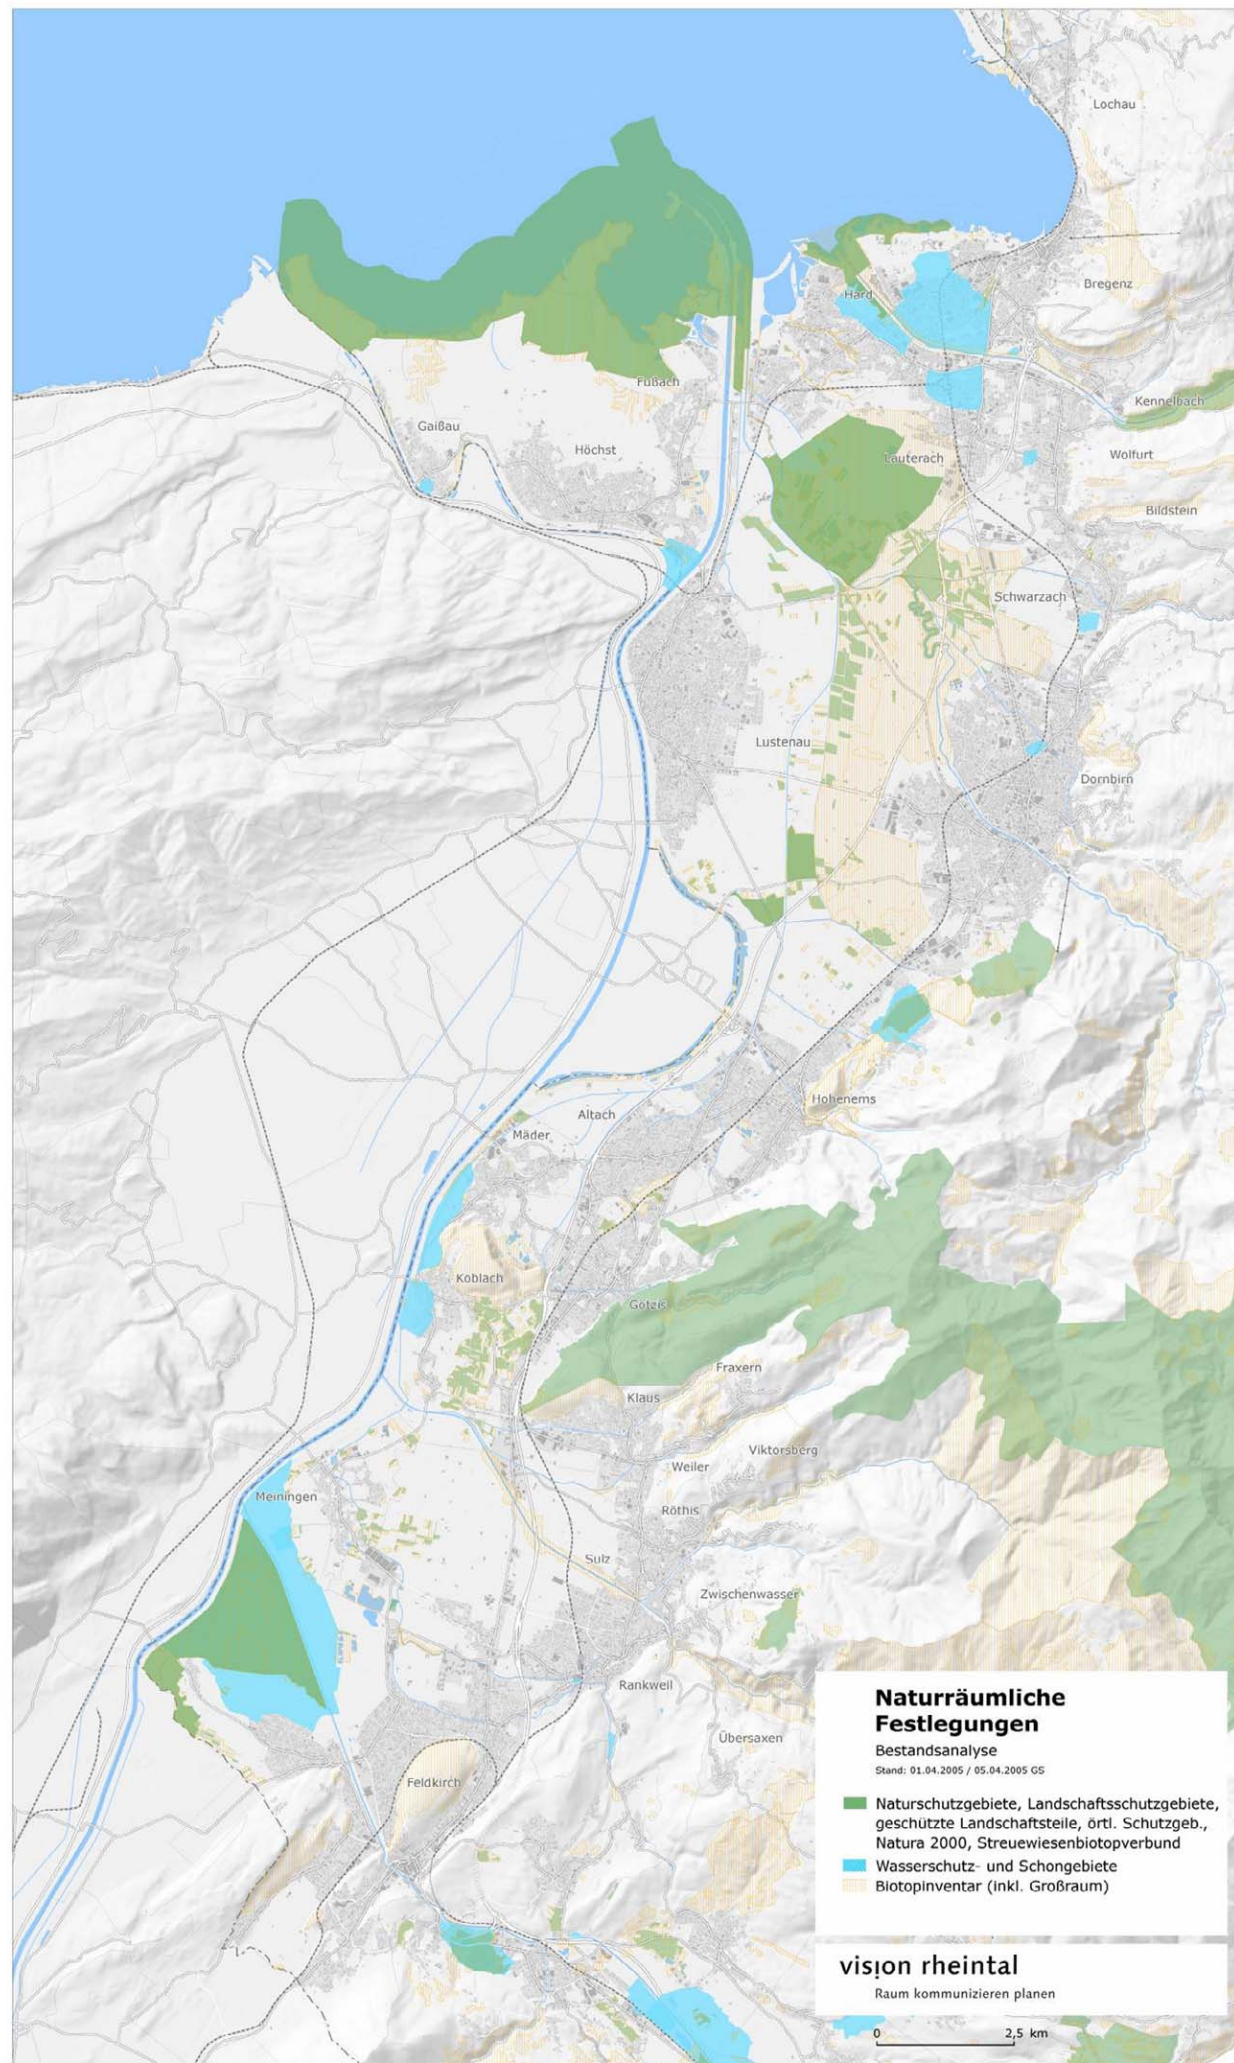 Lochau
Bregenz
Hard
Fußach
Kennelbach
Gaißau
Höchst
Lauterach
Wolfurt
Bildstein
Schwarzach
Lustenau
Dornbirn
Hohenems
Altach
Mäder
Koblach
Götzis
Fraxern
Klaus
Viktorsberg
Weiler
Meiningen
Röthis
Sulz
Zwischenwasser
Rankweil
Übersaxen
Feldkirch
Naturräumliche
Festlegungen
Bestandsanalyse
Stand: 01.04.2005 / 05.04.2005 GS
Naturschutzgebiete, Landschaftsschutzgebiete,
geschützte Landschaftsteile, örtl. Schutzgeb.,
Natura 2000, Streuewiesenbiotopverbund
Wasserschutz- und Schongebiete
Biotopinventar (inkl. Großraum)
vision rheintal
Raum kommunizieren planen
0 2,5 km